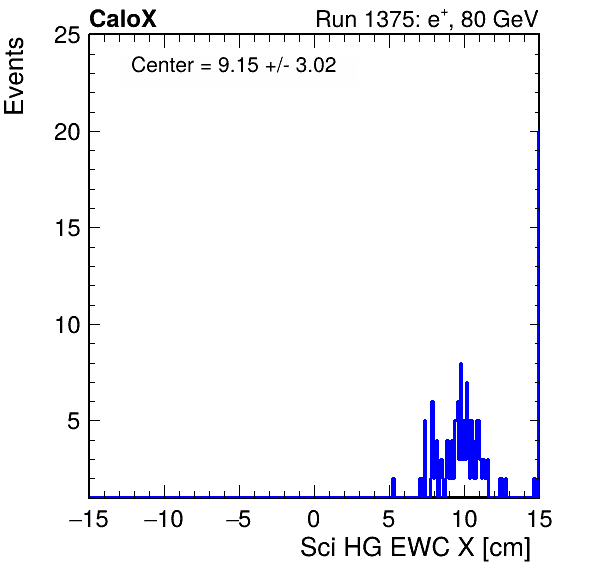 CaloX Run 1375: e⁺, 80 GeV
Center = 9.15 +/- 3.02
Events
25
20
15
10
5
−15 −10 −5 0 5 10 15
Sci HG EWC X [cm]